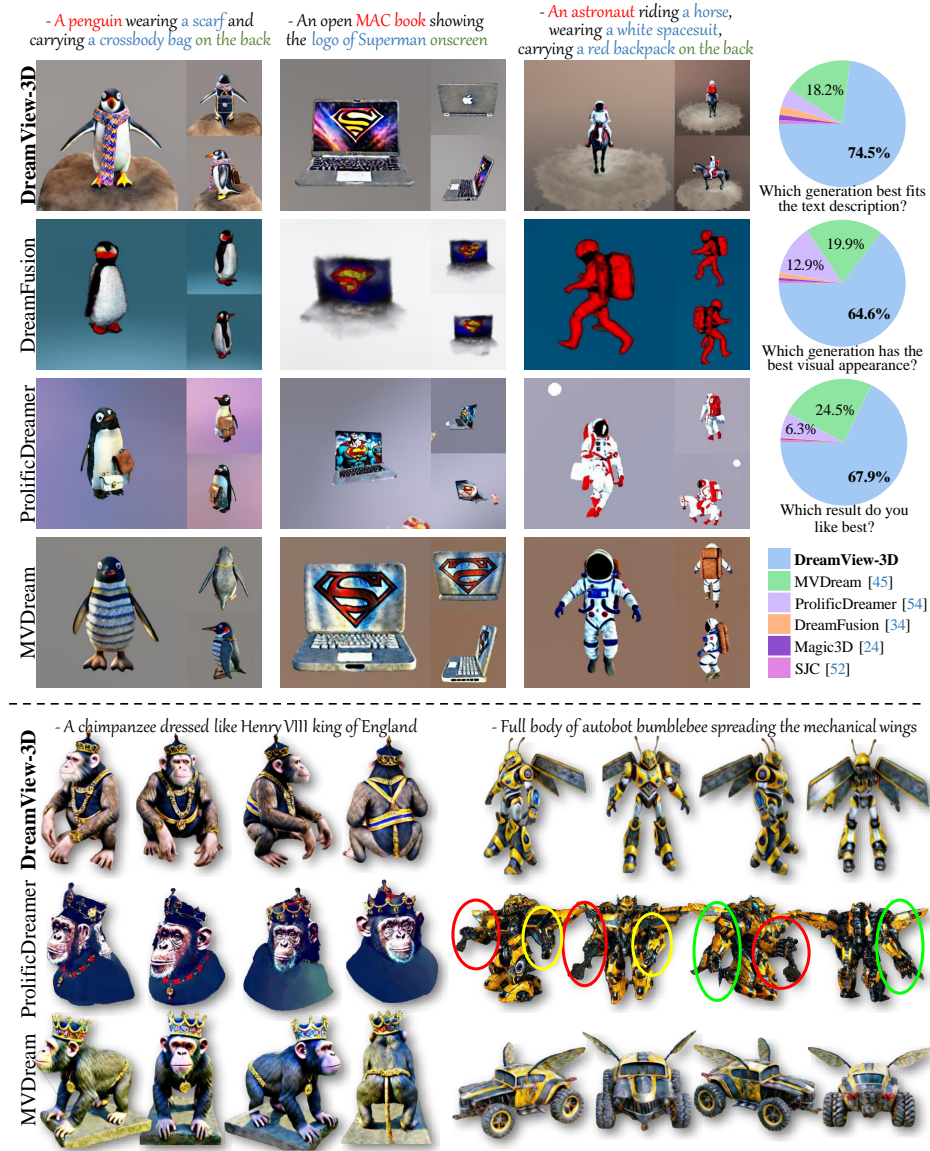 - A penguin wearing a scarf and
carrying a crossbody bag on the back
- An open MAC book showing
the logo of Superman onscreen
- An astronaut riding a horse,
wearing a white spacesuit,
carrying a red backpack on the back
DreamView-3D
18.2%
74.5%
Which generation best fits
the text description?
DreamFusion
19.9%
12.9%
64.6%
Which generation has the
best visual appearance?
ProlificDreamer
24.5%
6.3%
67.9%
Which result do you
like best?
MVDream
DreamView-3D
MVDream [45]
ProlificDreamer [54]
DreamFusion [34]
Magic3D [24]
SJC [52]
- A chimpanzee dressed like Henry VIII king of England
- Full body of autobot bumblebee spreading the mechanical wings
DreamView-3D
ProlificDreamer
MVDream